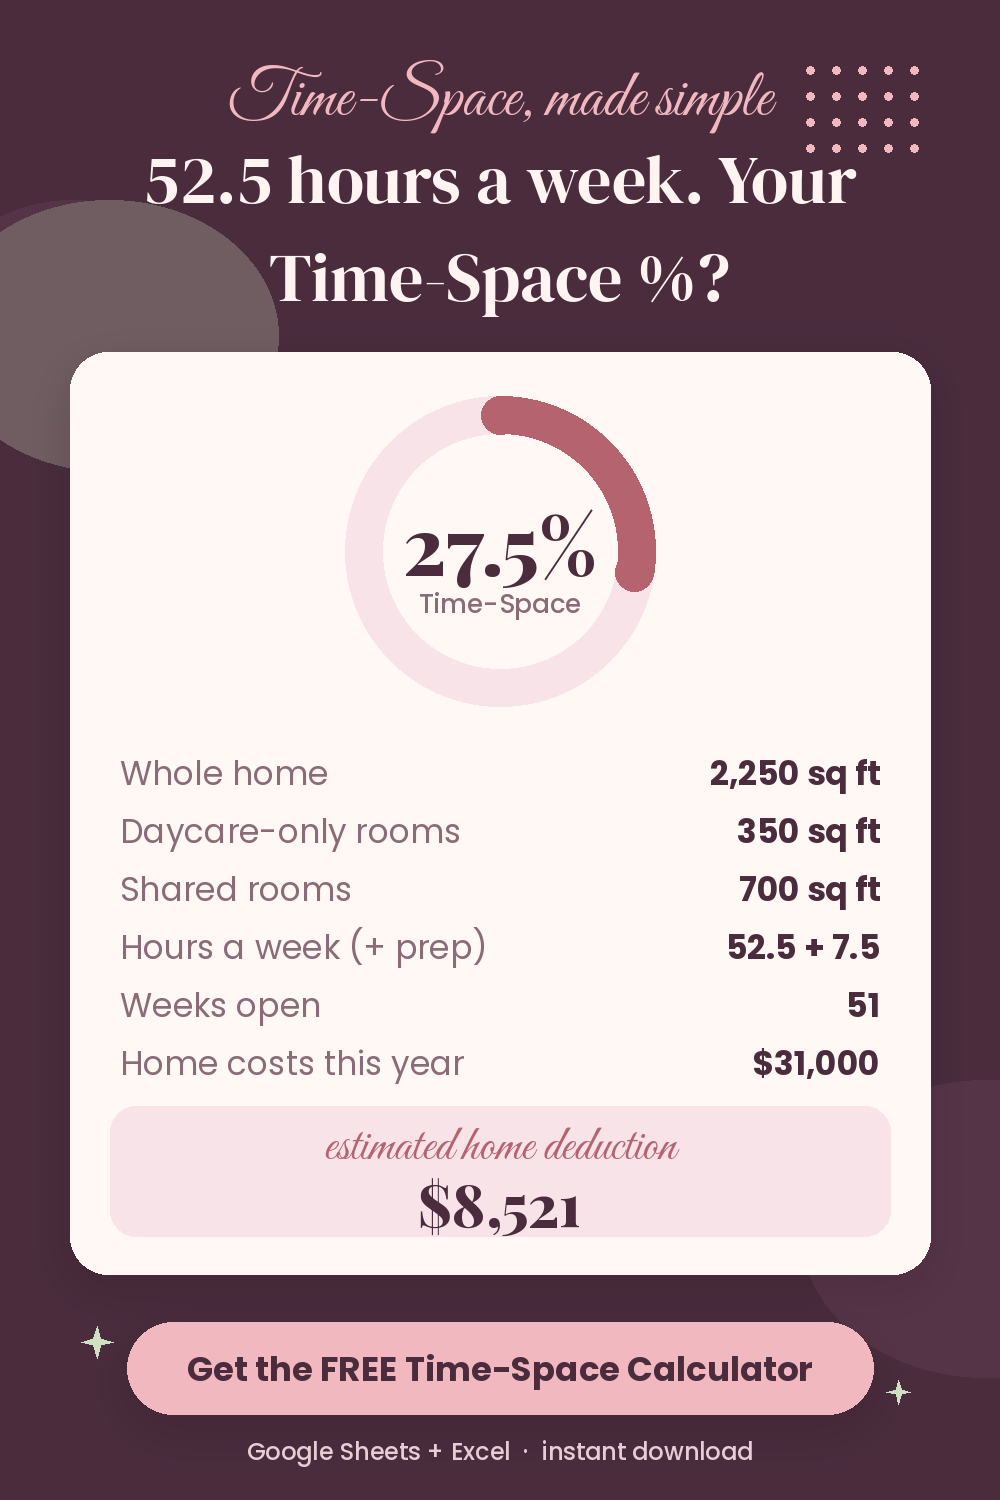 Time-Space, made simple
52.5 hours a week. Your
Time-Space %?
27.5%
Time-Space
Whole home 2,250 sq ft
Daycare-only rooms 350 sq ft
Shared rooms 700 sq ft
Hours a week (+ prep) 52.5 + 7.5
Weeks open 51
Home costs this year $31,000
estimated home deduction
$8,521
Get the FREE Time-Space Calculator
Google Sheets + Excel · instant download